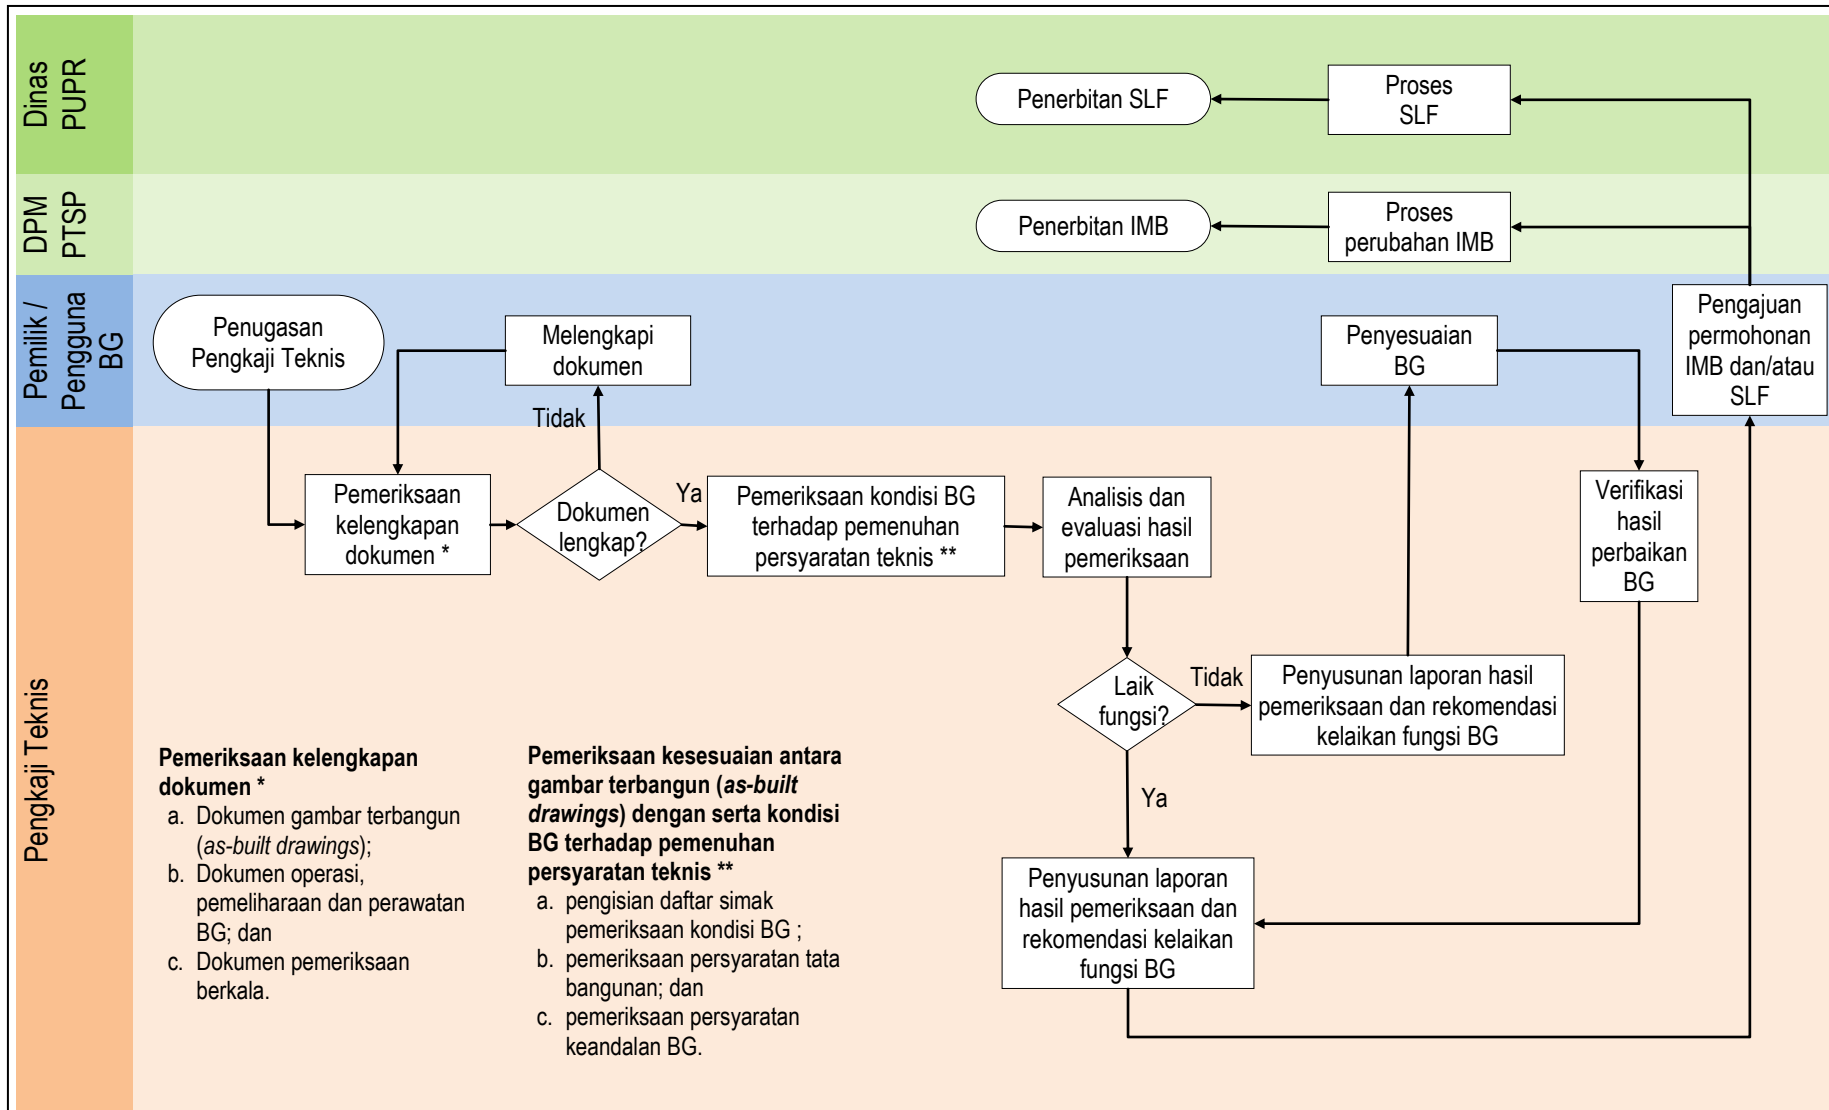 Dinas
PUPR
Penerbitan SLF
Proses
SLF
DPM
PTSP
Penerbitan IMB
Proses
perubahan IMB
Pemilik /
Pengguna
BG
Penugasan
Pengkaji Teknis
Melengkapi
dokumen
Tidak
Penyesuaian
BG
Pengajuan
permohonan
IMB dan/atau
SLF
Pengkaji Teknis
Pemeriksaan
kelengkapan
dokumen *
Dokumen
lengkap?
Ya
Pemeriksaan kondisi BG
terhadap pemenuhan
persyaratan teknis **
Analisis dan
evaluasi hasil
pemeriksaan
Verifikasi
hasil
perbaikan
BG
Laik
fungsi?
Tidak
Penyusunan laporan hasil
pemeriksaan dan rekomendasi
kelaikan fungsi BG
Ya
Penyusunan laporan
hasil pemeriksaan dan
rekomendasi kelaikan
fungsi BG
Pemeriksaan kelengkapan
dokumen *
a. Dokumen gambar terbangun
(as-built drawings);
b. Dokumen operasi,
pemeliharaan dan perawatan
BG; dan
c. Dokumen pemeriksaan
berkala.
Pemeriksaan kesesuaian antara
gambar terbangun (as-built
drawings) dengan serta kondisi
BG terhadap pemenuhan
persyaratan teknis **
a. pengisian daftar simak
pemeriksaan kondisi BG ;
b. pemeriksaan persyaratan tata
bangunan; dan
c. pemeriksaan persyaratan
keandalan BG.